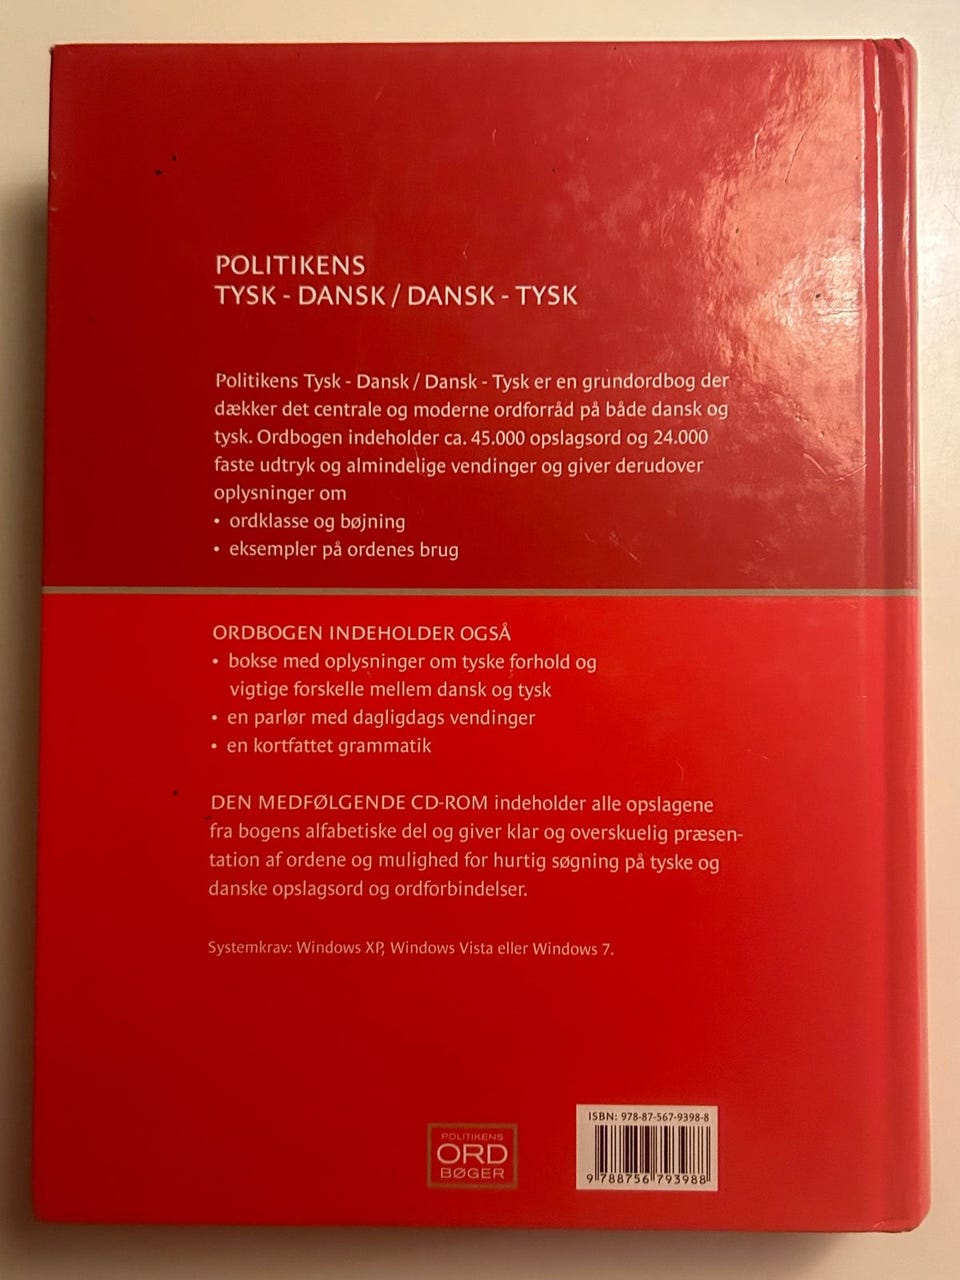 POLITIKENS
TYSK - DANSK / DANSK - TYSK
Politikens Tysk - Dansk / Dansk - Tysk er en grundordbog der
dækker det centrale og moderne ordforråd på både dansk og
tysk. Ordbogen indeholder ca. 45.000 opslagsord og 24.000
faste udtryk og almindelige vendinger og giver derudover
oplysninger om
• ordklasse og bøjning
• eksempler på ordenes brug
ORDBOGEN INDEHOLDER OGSÅ
• bokse med oplysninger om tyske forhold og
vigtige forskelle mellem dansk og tysk
• en parlør med dagligdags vendinger
• en kortfattet grammatik
DEN MEDFØLGENDE CD-ROM indeholder alle opslagene
fra bogens alfabetiske del og giver klar og overskuelig præsen-
tation af ordene og mulighed for hurtig søgning på tyske og
danske opslagsord og ordforbindelser.
Systemkrav: Windows XP, Windows Vista eller Windows 7.
POLITIKENS
ORD
BØGER
ISBN: 978-87-567-9398-8
9 788756 793988